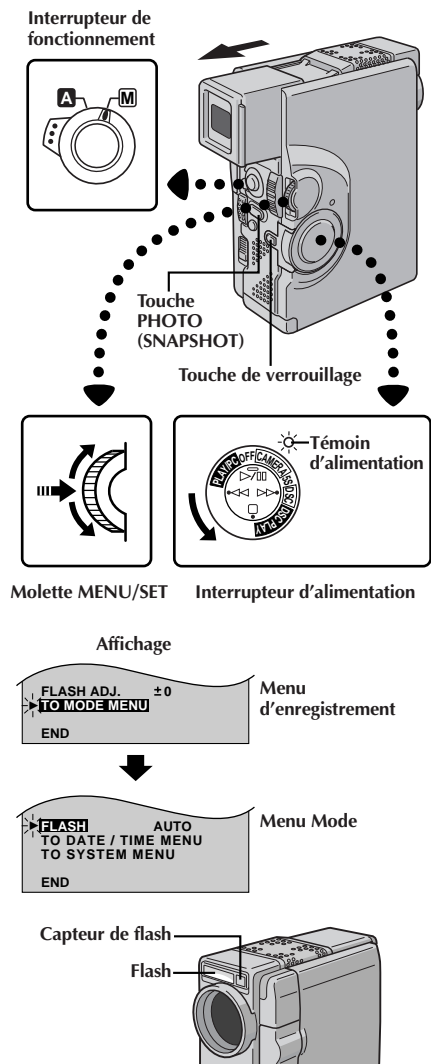 Interrupteur de
fonctionnement
A M
Touche
PHOTO
(SNAPSHOT)
Touche de verrouillage
PLAY/PC OFF CAMERA 5S DSC DSC PLAY
Témoin
d'alimentation
Molette MENU/SET
Interrupteur d'alimentation
Affichage
FLASH ADJ. ±0
TO MODE MENU
END
Menu
d'enregistrement
FLASH AUTO
TO DATE / TIME MENU
TO SYSTEM MENU
END
Menu Mode
Capteur de flash
Flash